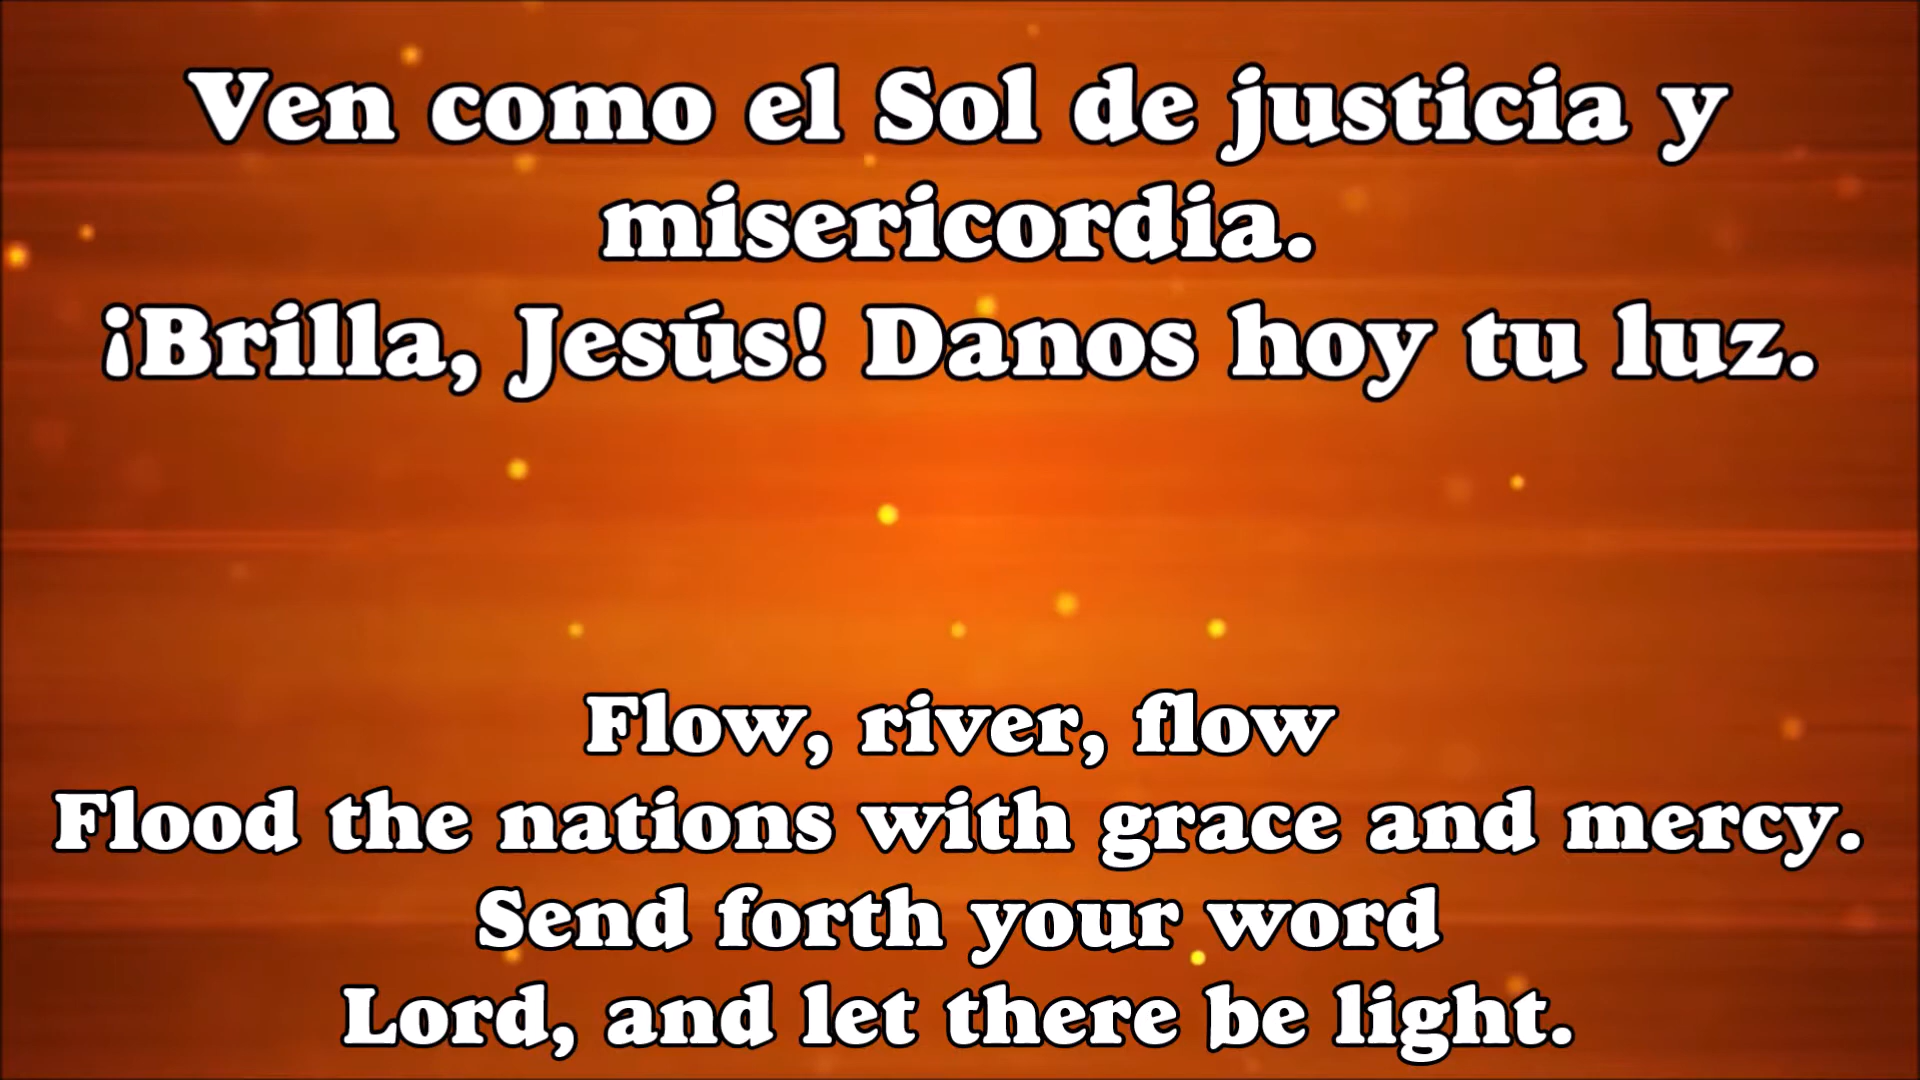 Ven como el Sol de justicia y
misericordia.
¡Brilla, Jesús! Danos hoy tu luz.
Flow, river, flow
Flood the nations with grace and mercy.
Send forth your word
Lord, and let there be light.